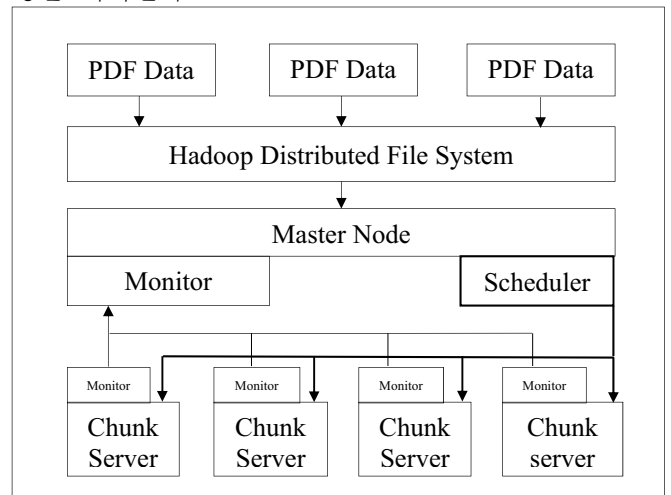 PDF Data
PDF Data
PDF Data
Hadoop Distributed File System
Master Node
Monitor
Scheduler
Monitor
Monitor
Monitor
Monitor
Chunk
Server
Chunk
Server
Chunk
Server
Chunk
server